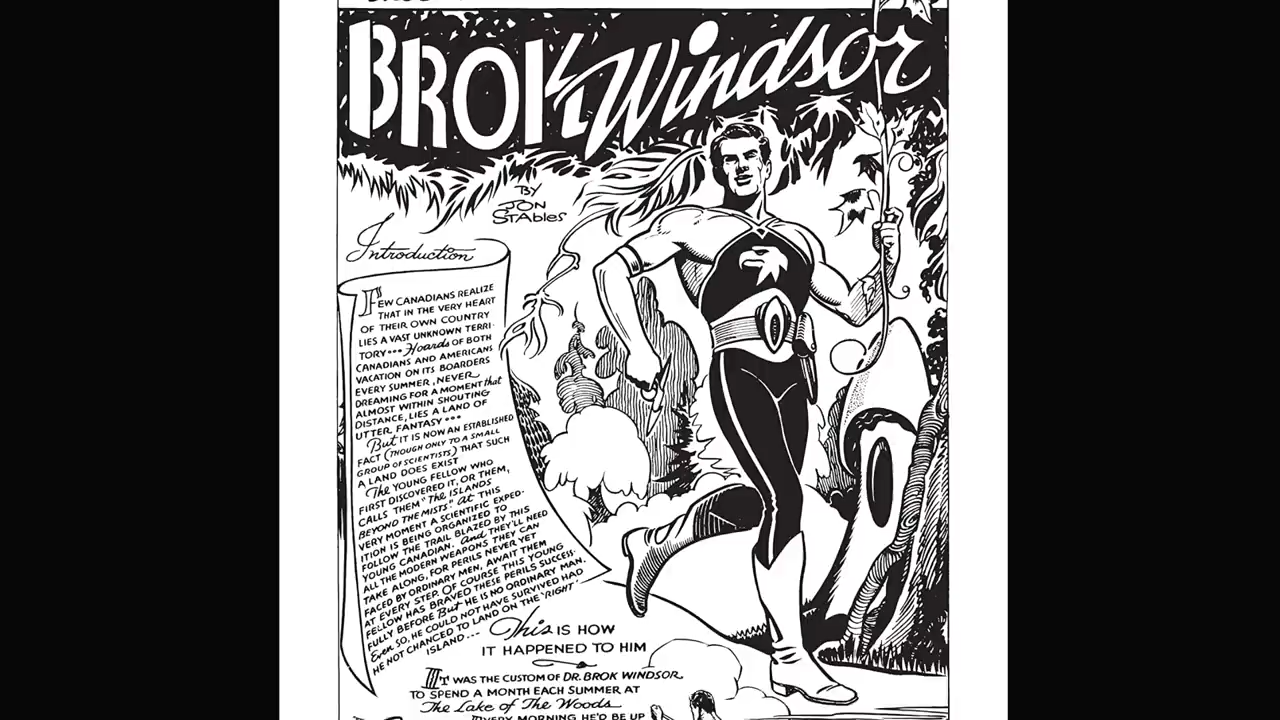 BROK Windsor
BY
JON
STABLES
Introduction
FEW CANADIANS REALIZE
THAT IN THE VERY HEART
OF THEIR OWN COUNTRY
LIES A VAST UNKNOWN TERRI-
TORY••• Hoards OF BOTH
CANADIANS AND AMERICANS
VACATION ON ITS BOARDERS
EVERY SUMMER, NEVER
DREAMING FOR A MOMENT that
ALMOST WITHIN SHOUTING
DISTANCE, LIES A LAND OF
UTTER FANTASY •••
But IT IS NOW AN ESTABLISHED
FACT (THOUGH ONLY TO A SMALL
GROUP OF SCIENTISTS) THAT SUCH
A LAND DOES EXIST
The YOUNG FELLOW WHO
FIRST DISCOVERED IT, OR THEM,
CALLS THEM "THE ISLANDS
BEYOND THE MISTS." At THIS
VERY MOMENT A SCIENTIFIC EXPED-
ITION IS BEING ORGANIZED TO
FOLLOW THE TRAIL BLAZED BY THIS
YOUNG CANADIAN. And THEY'LL NEED
ALL THE MODERN WEAPONS THEY CAN
TAKE ALONG, FOR PERILS NEVER YET
FACED BY ORDINARY MEN, AWAIT THEM
AT EVERY STEP. OF COURSE THIS YOUNG
FELLOW HAS BRAVED THESE PERILS SUCCESS-
FULLY BEFORE But HE IS NO ORDINARY MAN.
Even SO, HE COULD NOT HAVE SURVIVED HAD
HE NOT CHANCED TO LAND ON THE 'RIGHT'
ISLAND...
This IS HOW
IT HAPPENED TO HIM
IT WAS THE CUSTOM OF DR. BROK WINDSOR
TO SPEND A MONTH EACH SUMMER AT
The Lake of The Woods
EVERY MORNING HE'D BE UP